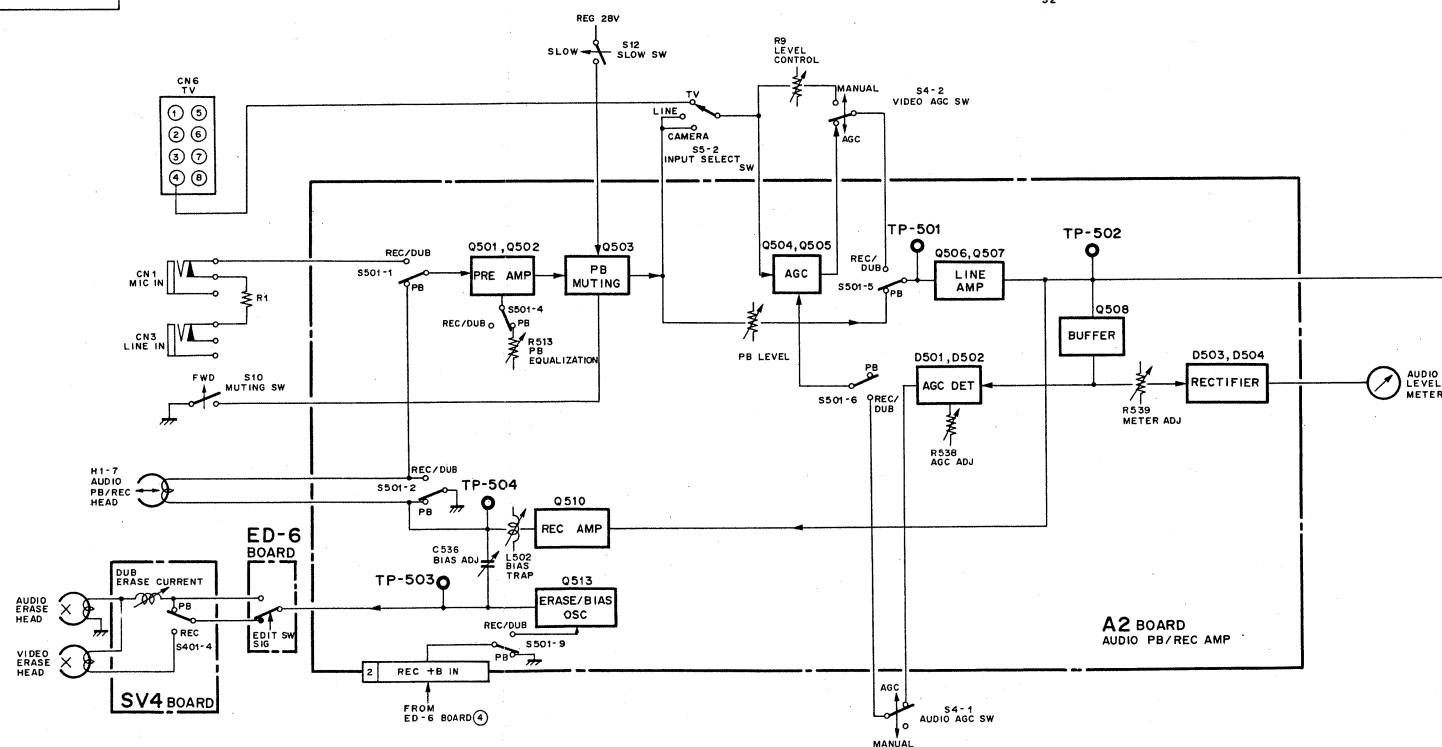 REG 28V
SLOW
S12
SLOW SW
R9
LEVEL
CONTROL
CN6
TV
1 5
2 6
3 7
4 8
TV
LINE
CAMERA
S5-2
INPUT SELECT
SW
MANUAL
AGC
S4-2
VIDEO AGC SW
CN1
MIC IN
R1
CN3
LINE IN
REC/DUB
S501-1
PB
Q501, Q502
PRE AMP
S501-4
REC/DUB
PB
R513
PB
EQUALIZATION
Q503
PB
MUTING
Q504, Q505
AGC
REC/
DUB
S501-5
PB
TP-501
Q506, Q507
LINE
AMP
TP-502
PB LEVEL
Q508
BUFFER
PB
S501-6
REC/
DUB
D501, D502
AGC DET
R538
AGC ADJ
R539
METER ADJ
D503, D504
RECTIFIER
AUDIO
LEVEL
METER
FWD
S10
MUTING SW
H1-7
AUDIO
PB/REC
HEAD
REC/DUB
S501-2
PB
TP-504
Q510
REC AMP
C536
BIAS ADJ
L502
BIAS
TRAP
ED-6
BOARD
TP-503
Q513
ERASE/BIAS
OSC
DUB
ERASE CURRENT
AUDIO
ERASE
HEAD
PB
REC
S401-4
EDIT SW
SIG
VIDEO
ERASE
HEAD
SV4 BOARD
REC/DUB
S501-9
PB
2 REC +B IN
FROM
ED-6 BOARD 4
A2 BOARD
AUDIO PB/REC AMP
AGC
S4-1
AUDIO AGC SW
MANUAL